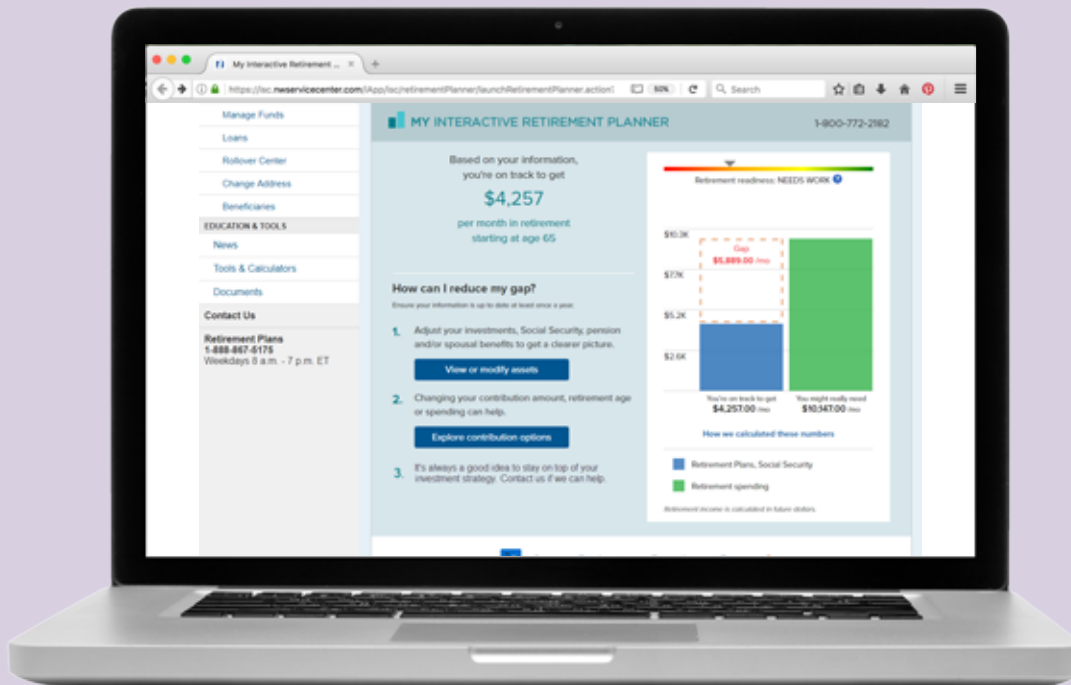 My Interactive Retirement ...
https://isc.nwservicecenter.com/iApp/isc/retirementPlanner/launchRetirementPlanner.action?
50%
Search
Manage Funds
Loans
Rollover Center
Change Address
Beneficiaries
EDUCATION & TOOLS
News
Tools & Calculators
Documents
Contact Us
Retirement Plans
1-888-867-5175
Weekdays 8 a.m. - 7 p.m. ET
MY INTERACTIVE RETIREMENT PLANNER
1-800-772-2182
Based on your information,
you're on track to get
$4,257
per month in retirement
starting at age 65
How can I reduce my gap?
Ensure your information is up to date at least once a year.
1. Adjust your investments, Social Security, pension
and/or spousal benefits to get a clearer picture.
View or modify assets
2. Changing your contribution amount, retirement age
or spending can help.
Explore contribution options
3. It's always a good idea to stay on top of your
investment strategy. Contact us if we can help.
Retirement readiness: NEEDS WORK
$10.3K
Gap
$5,889.00 /mo
$7.7K
$5.2K
$2.6K
You're on track to get
$4,257.00 /mo
You might really need
$10,147.00 /mo
How we calculated these numbers
Retirement Plans, Social Security
Retirement spending
Retirement income is calculated in future dollars.